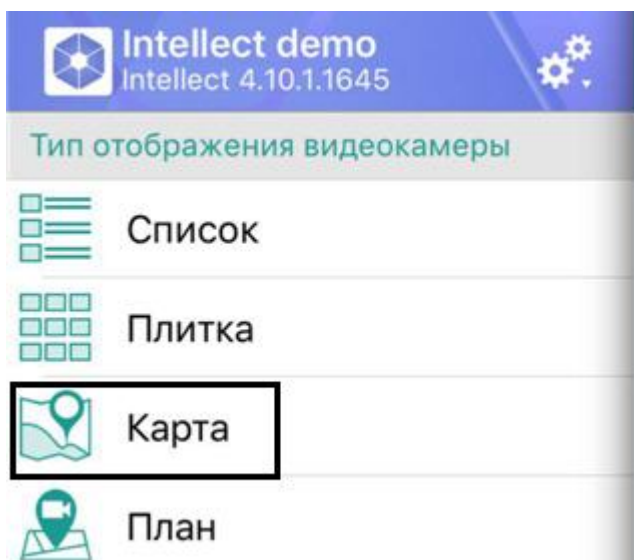 Intellect demo
Intellect 4.10.1.1645
Тип отображения видеокамеры
Список
Плитка
Карта
План